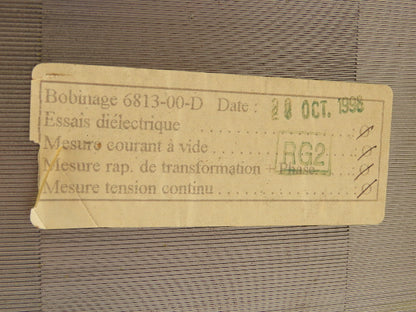 Bobinage 6813-00-D Date : 28 OCT. 1998
Essais diélectrique
Mesure courant à vide
RG2
Mesure rap. de transformation + Phase
Mesure tension continu